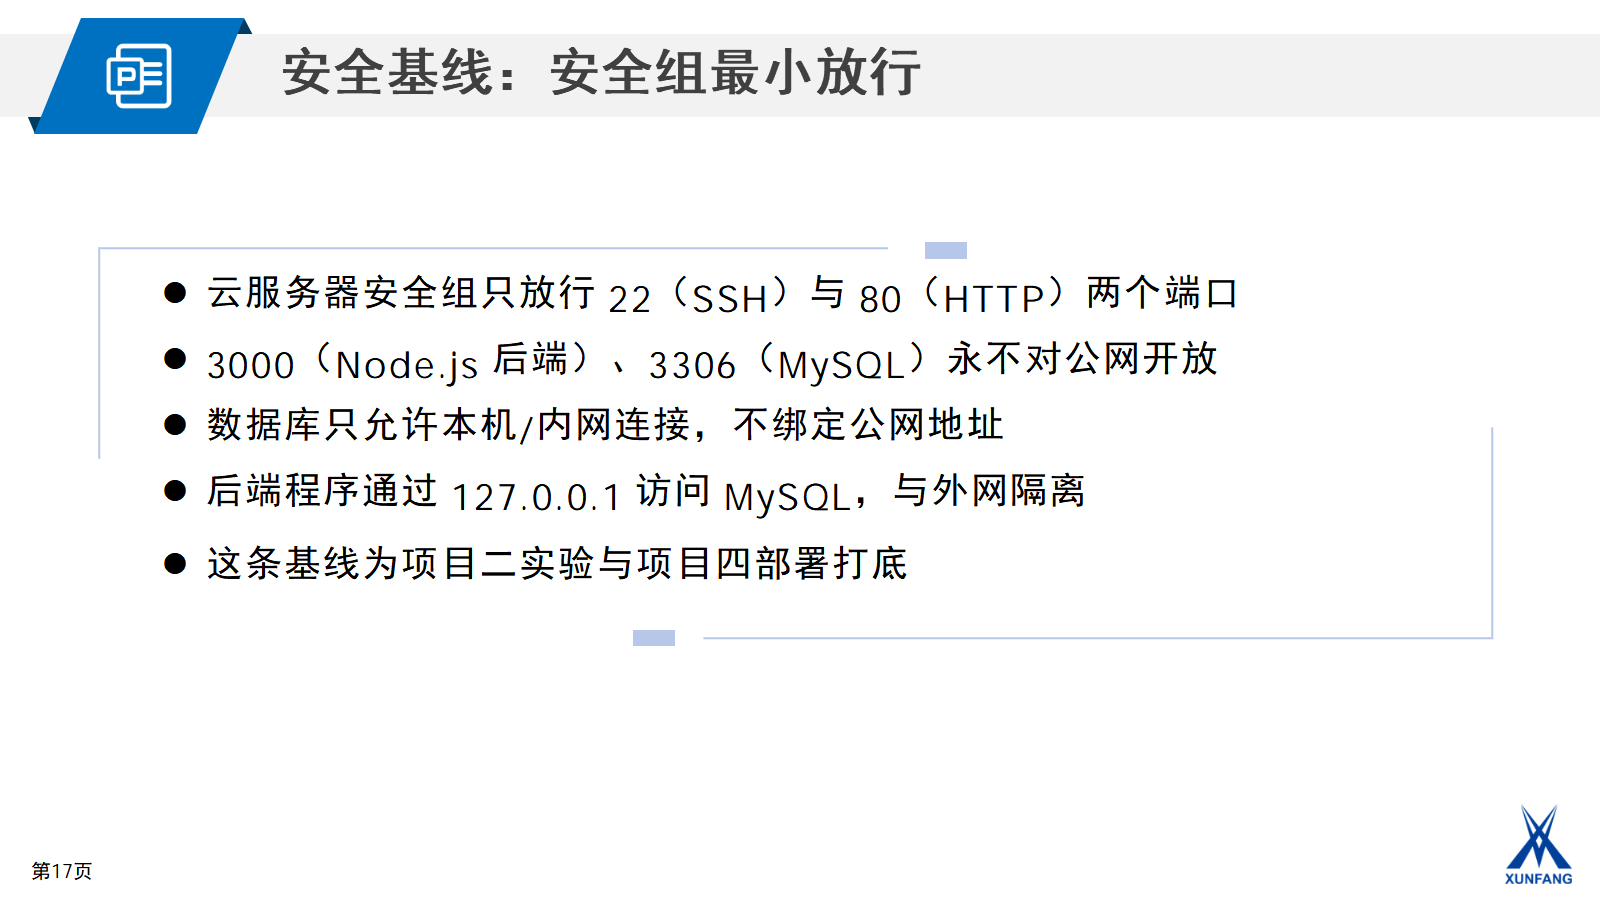 安全基线：安全组最小放行
● 云服务器安全组只放行 22（SSH）与 80（HTTP）两个端口
● 3000（Node.js 后端）、3306（MySQL）永不对公网开放
● 数据库只允许本机/内网连接，不绑定公网地址
● 后端程序通过 127.0.0.1 访问 MySQL，与外网隔离
● 这条基线为项目二实验与项目四部署打底
第17页
XUNFANG